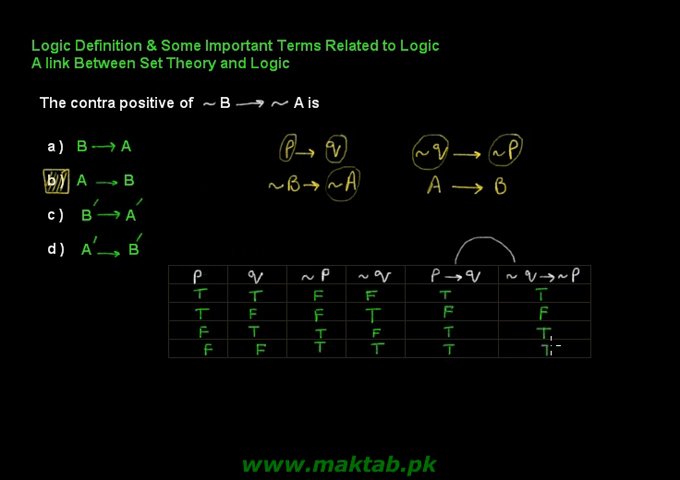 Logic Definition & Some Important Terms Related to Logic
A link Between Set Theory and Logic
The contra positive of ~ B → ~ A is
a) B → A
b) A → B
c) B′ → A′
d) A′ → B′
p → q ~q → ~p
~B → ~A A → B
p q ~p ~q p → q ~q → ~p
T T F F T T
T F F T F F
F T T F T T
F F T T T T
www.maktab.pk